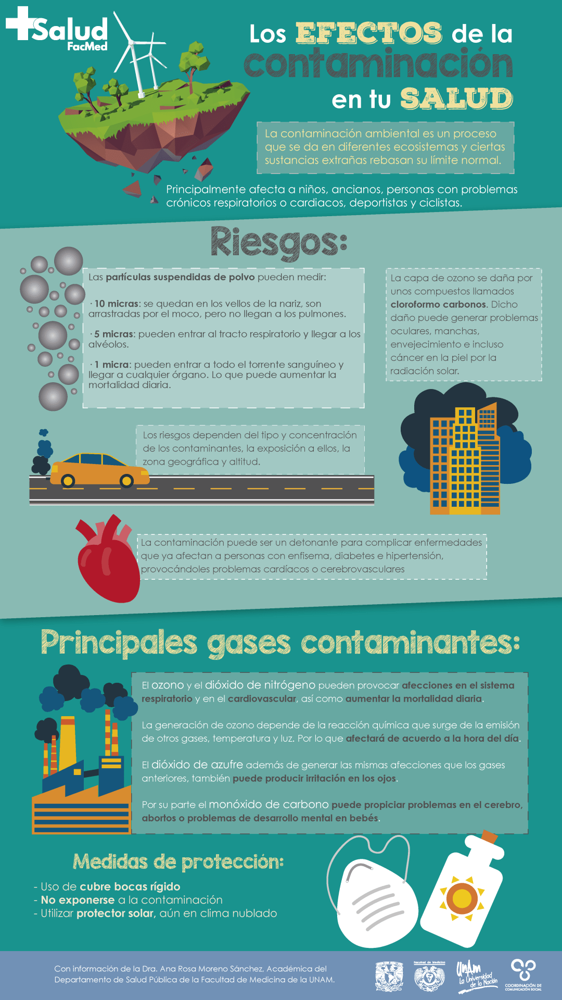 Salud
FacMed
Los EFECTOS de la
contaminación
en tu SALUD
La contaminación ambiental es un proceso
que se da en diferentes ecosistemas y ciertas
sustancias extrañas rebasan su límite normal.
Principalmente afecta a niños, ancianos, personas con problemas
crónicos respiratorios o cardiacos, deportistas y ciclistas.
Riesgos:
Las partículas suspendidas de polvo pueden medir:
· 10 micras: se quedan en los vellos de la nariz, son
arrastradas por el moco, pero no llegan a los pulmones.
· 5 micras: pueden entrar al tracto respiratorio y llegar a los
alvéolos.
· 1 micra: pueden entrar a todo el torrente sanguíneo y
llegar a cualquier órgano. Lo que puede aumentar la
mortalidad diaria.
La capa de ozono se daña por
unos compuestos llamados
cloroformo carbonos. Dicho
daño puede generar problemas
oculares, manchas,
envejecimiento e incluso
cáncer en la piel por la
radiación solar.
Los riesgos dependen del tipo y concentración
de los contaminantes, la exposición a ellos, la
zona geográfica y altitud.
La contaminación puede ser un detonante para complicar enfermedades
que ya afectan a personas con enfisema, diabetes e hipertensión,
provocándoles problemas cardíacos o cerebrovasculares
Principales gases contaminantes:
El ozono y el dióxido de nitrógeno pueden provocar afecciones en el sistema
respiratorio y en el cardiovascular, así como aumentar la mortalidad diaria.
La generación de ozono depende de la reacción química que surge de la emisión
de otros gases, temperatura y luz. Por lo que afectará de acuerdo a la hora del día.
El dióxido de azufre además de generar las mismas afecciones que los gases
anteriores, también puede producir irritación en los ojos.
Por su parte el monóxido de carbono puede propiciar problemas en el cerebro,
abortos o problemas de desarrollo mental en bebés.
Medidas de protección:
- Uso de cubre bocas rígido
- No exponerse a la contaminación
- Utilizar protector solar, aún en clima nublado
Con información de la Dra. Ana Rosa Moreno Sánchez, Académica del
Departamento de Salud Pública de la Facultad de Medicina de la UNAM.
Facultad de Medicina
UNAM
La Universidad
de la Nación
COORDINACIÓN DE
COMUNICACIÓN SOCIAL